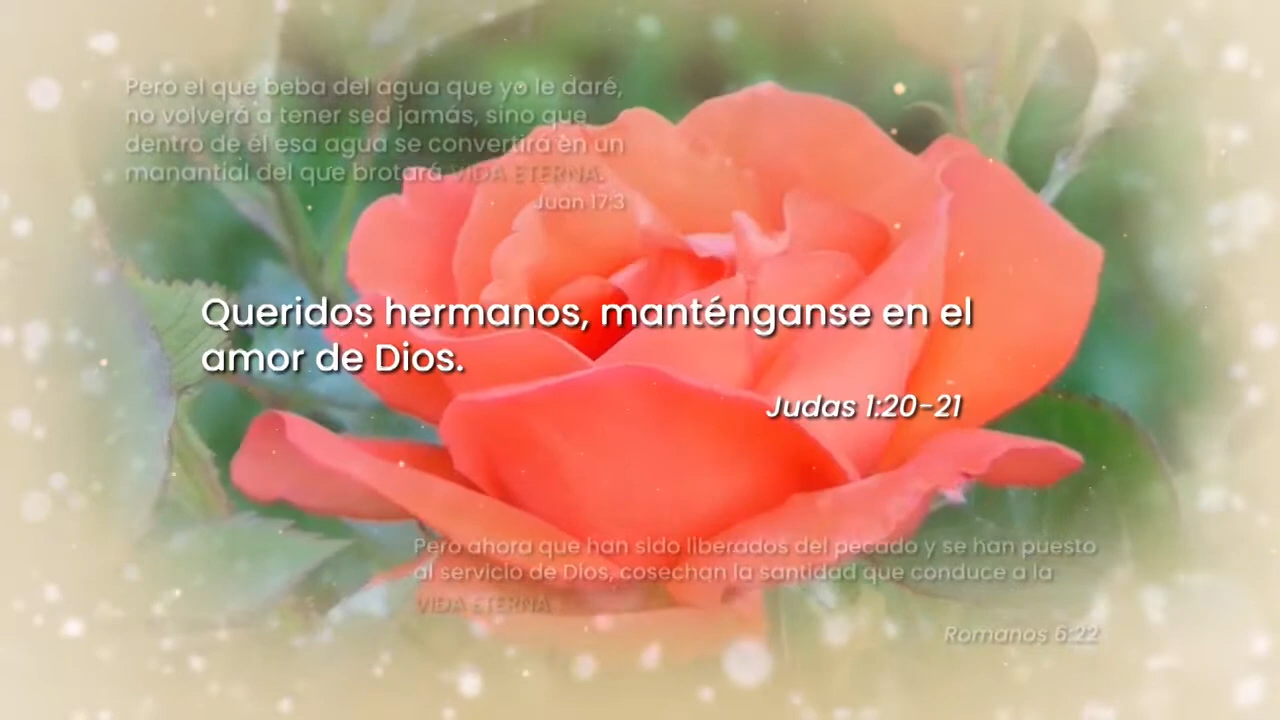 Pero el que beba del agua que yo le daré,
no volverá a tener sed jamás, sino que
dentro de él esa agua se convertirá en un
manantial del que brotará VIDA ETERNA.
Juan 17:3
Queridos hermanos, manténganse en el
amor de Dios.
Judas 1:20-21
Pero ahora que han sido liberados del pecado y se han puesto
al servicio de Dios, cosechan la santidad que conduce a la
VIDA ETERNA
Romanos 6:22